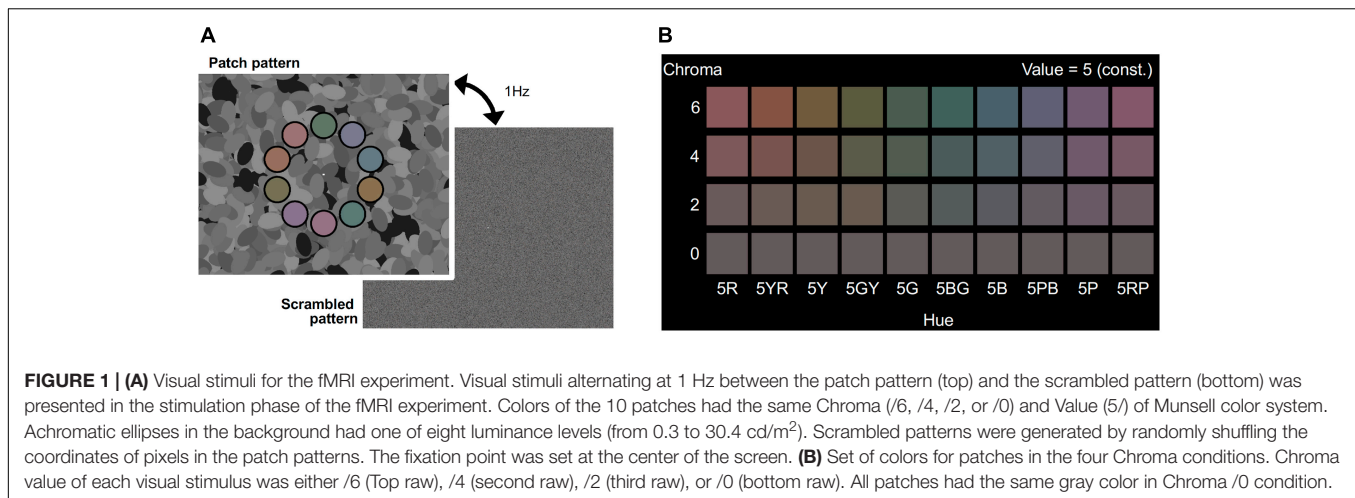 A
Patch pattern
1Hz
Scrambled
pattern
B
Chroma Value = 5 (const.)
6
4
2
0
5R 5YR 5Y 5GY 5G 5BG 5B 5PB 5P 5RP
Hue
FIGURE 1 | (A) Visual stimuli for the fMRI experiment. Visual stimuli alternating at 1 Hz between the patch pattern (top) and the scrambled pattern (bottom) was
presented in the stimulation phase of the fMRI experiment. Colors of the 10 patches had the same Chroma (/6, /4, /2, or /0) and Value (5/) of Munsell color system.
Achromatic ellipses in the background had one of eight luminance levels (from 0.3 to 30.4 cd/m²). Scrambled patterns were generated by randomly shuffling the
coordinates of pixels in the patch patterns. The fixation point was set at the center of the screen. (B) Set of colors for patches in the four Chroma conditions. Chroma
value of each visual stimulus was either /6 (Top raw), /4 (second raw), /2 (third raw), or /0 (bottom raw). All patches had the same gray color in Chroma /0 condition.